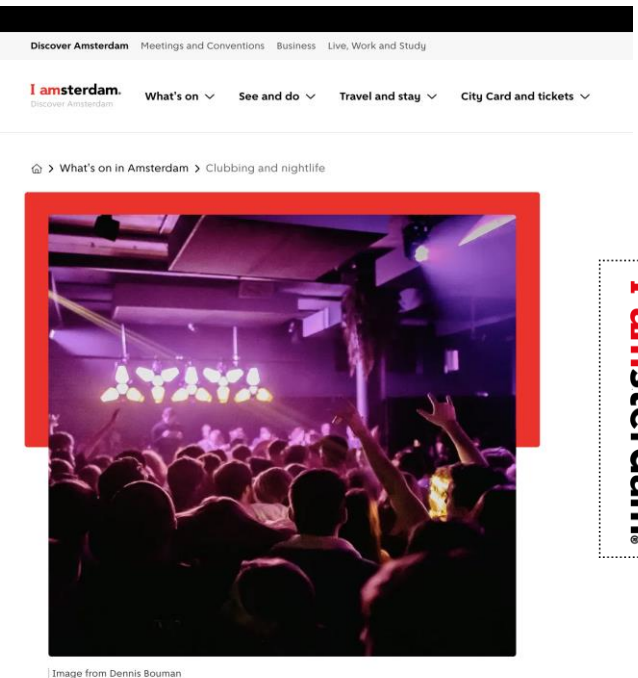 Discover Amsterdam Meetings and Conventions Business Live, Work and Study
I amsterdam.
Discover Amsterdam
What's on See and do Travel and stay City Card and tickets
> What's on in Amsterdam > Clubbing and nightlife
Image from Dennis Bouman
I amsterdam®